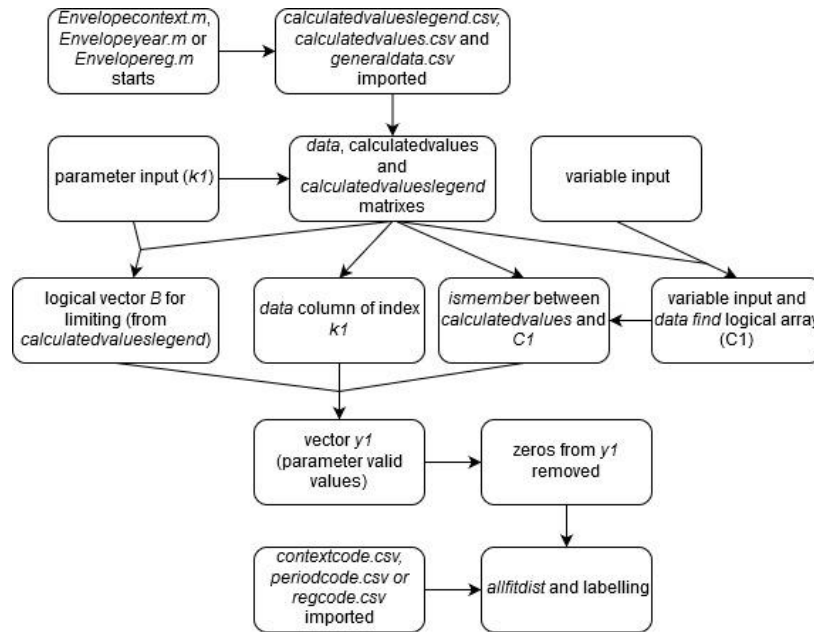 Envelopecontext.m,
Envelopeyear.m or
Envelopereg.m
starts
calculatedvalueslegend.csv,
calculatedvalues.csv and
generaldata.csv
imported
parameter input (k1)
data, calculatedvalues
and
calculatedvalueslegend
matrixes
variable input
logical vector B for
limiting (from
calculatedvalueslegend)
data column of index
k1
ismember between
calculatedvalues and
C1
variable input and
data find logical array
(C1)
vector y1
(parameter valid
values)
zeros from y1
removed
contextcode.csv,
periodcode.csv or
regcode.csv
imported
allfitdist and labelling